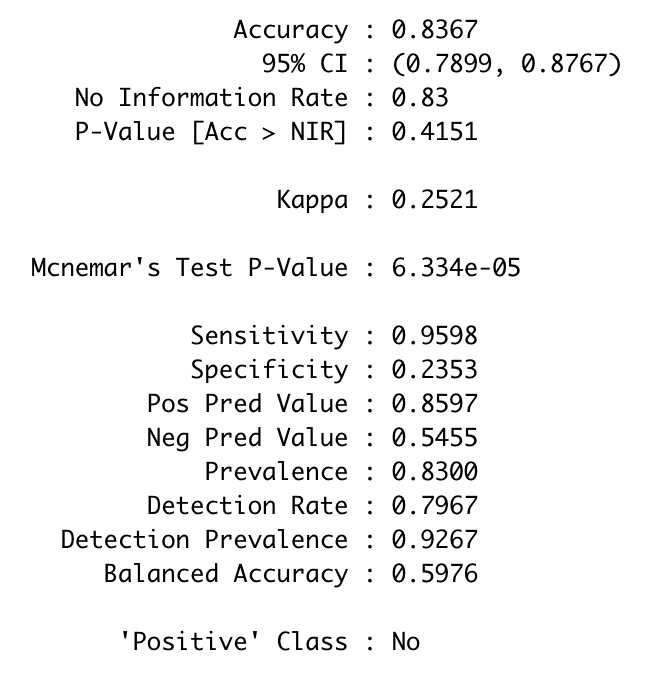 Accuracy : 0.8367
95% CI : (0.7899, 0.8767)
No Information Rate : 0.83
P-Value [Acc > NIR] : 0.4151
Kappa : 0.2521
Mcnemar's Test P-Value : 6.334e-05
Sensitivity : 0.9598
Specificity : 0.2353
Pos Pred Value : 0.8597
Neg Pred Value : 0.5455
Prevalence : 0.8300
Detection Rate : 0.7967
Detection Prevalence : 0.9267
Balanced Accuracy : 0.5976
'Positive' Class : No